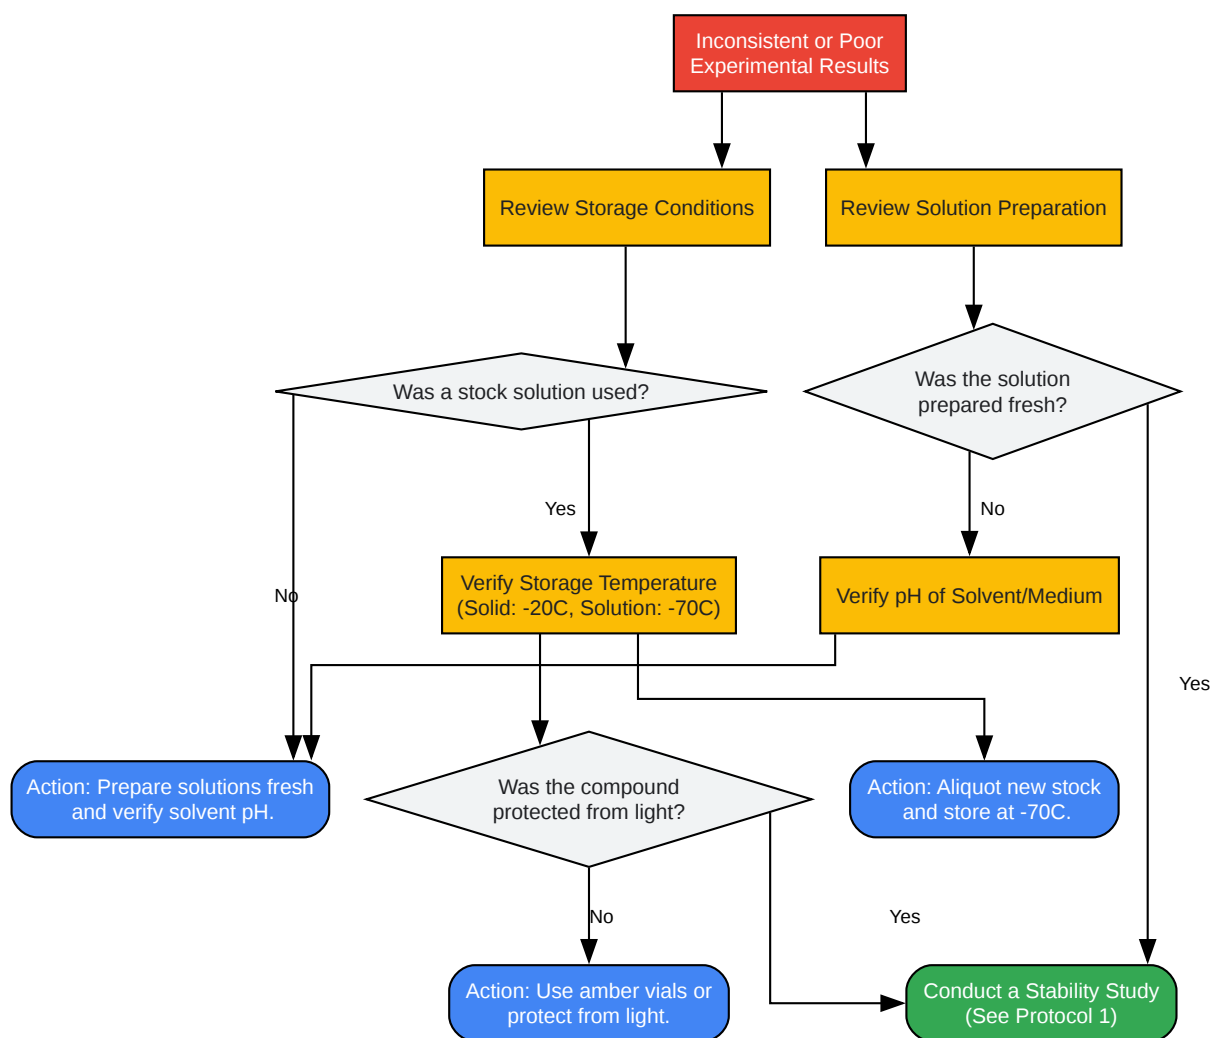 Inconsistent or Poor
Experimental Results
Review Storage Conditions
Review Solution Preparation
Was a stock solution used?
Was the solution
prepared fresh?
Yes
No
No
Verify Storage Temperature
(Solid: -20C, Solution: -70C)
Verify pH of Solvent/Medium
Yes
Action: Prepare solutions fresh
and verify solvent pH.
Was the compound
protected from light?
Action: Aliquot new stock
and store at -70C.
No
Yes
Action: Use amber vials or
protect from light.
Conduct a Stability Study
(See Protocol 1)